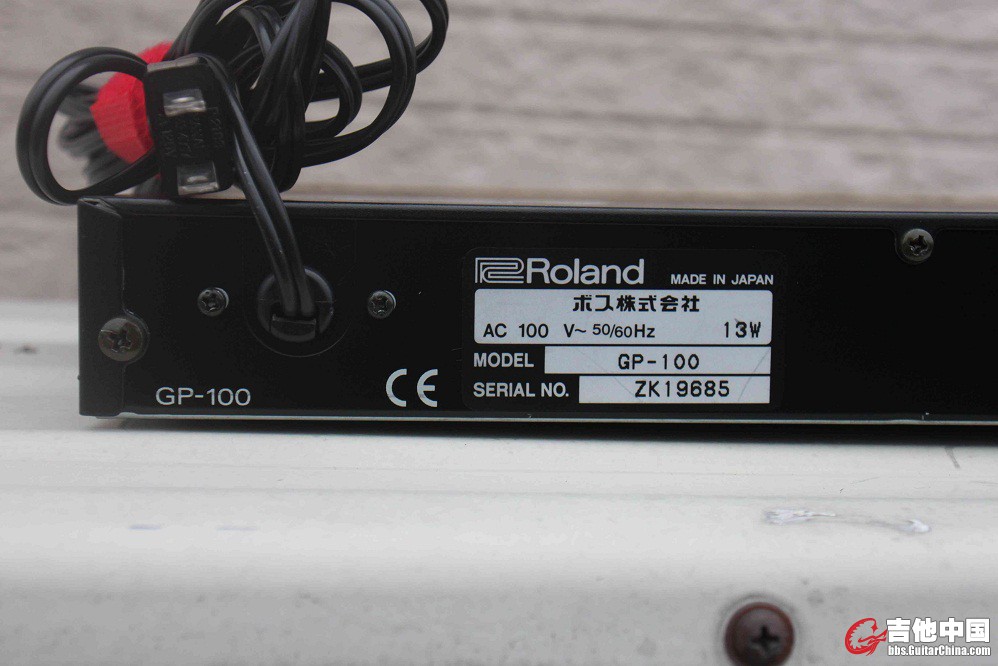 Roland MADE IN JAPAN
ボス株式会社
AC 100 V~ 50/60Hz 13W
MODEL GP-100
SERIAL NO. ZK19685
GP-100
CE
吉他中国
bbs.GuitarChina.com